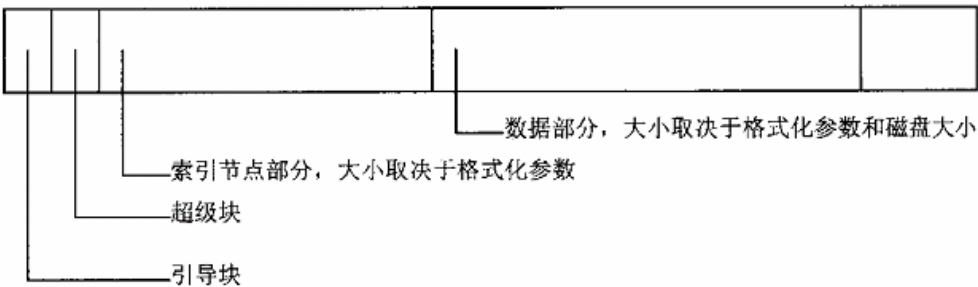 数据部分，大小取决于格式化参数和磁盘大小
索引节点部分，大小取决于格式化参数
超级块
引导块